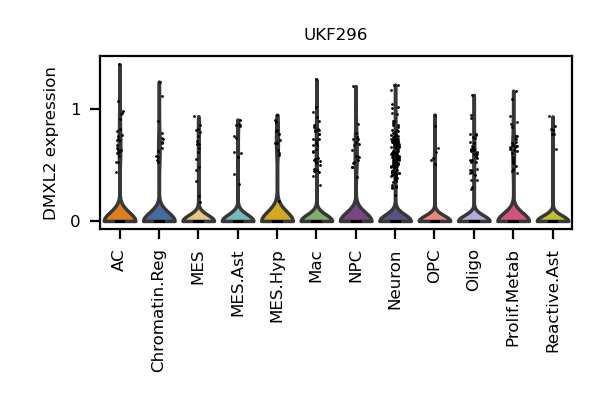 UKF296
DMXL2 expression
1
0
AC
Chromatin.Reg
MES
MES.Ast
MES.Hyp
Mac
NPC
Neuron
OPC
Oligo
Prolif.Metab
Reactive.Ast